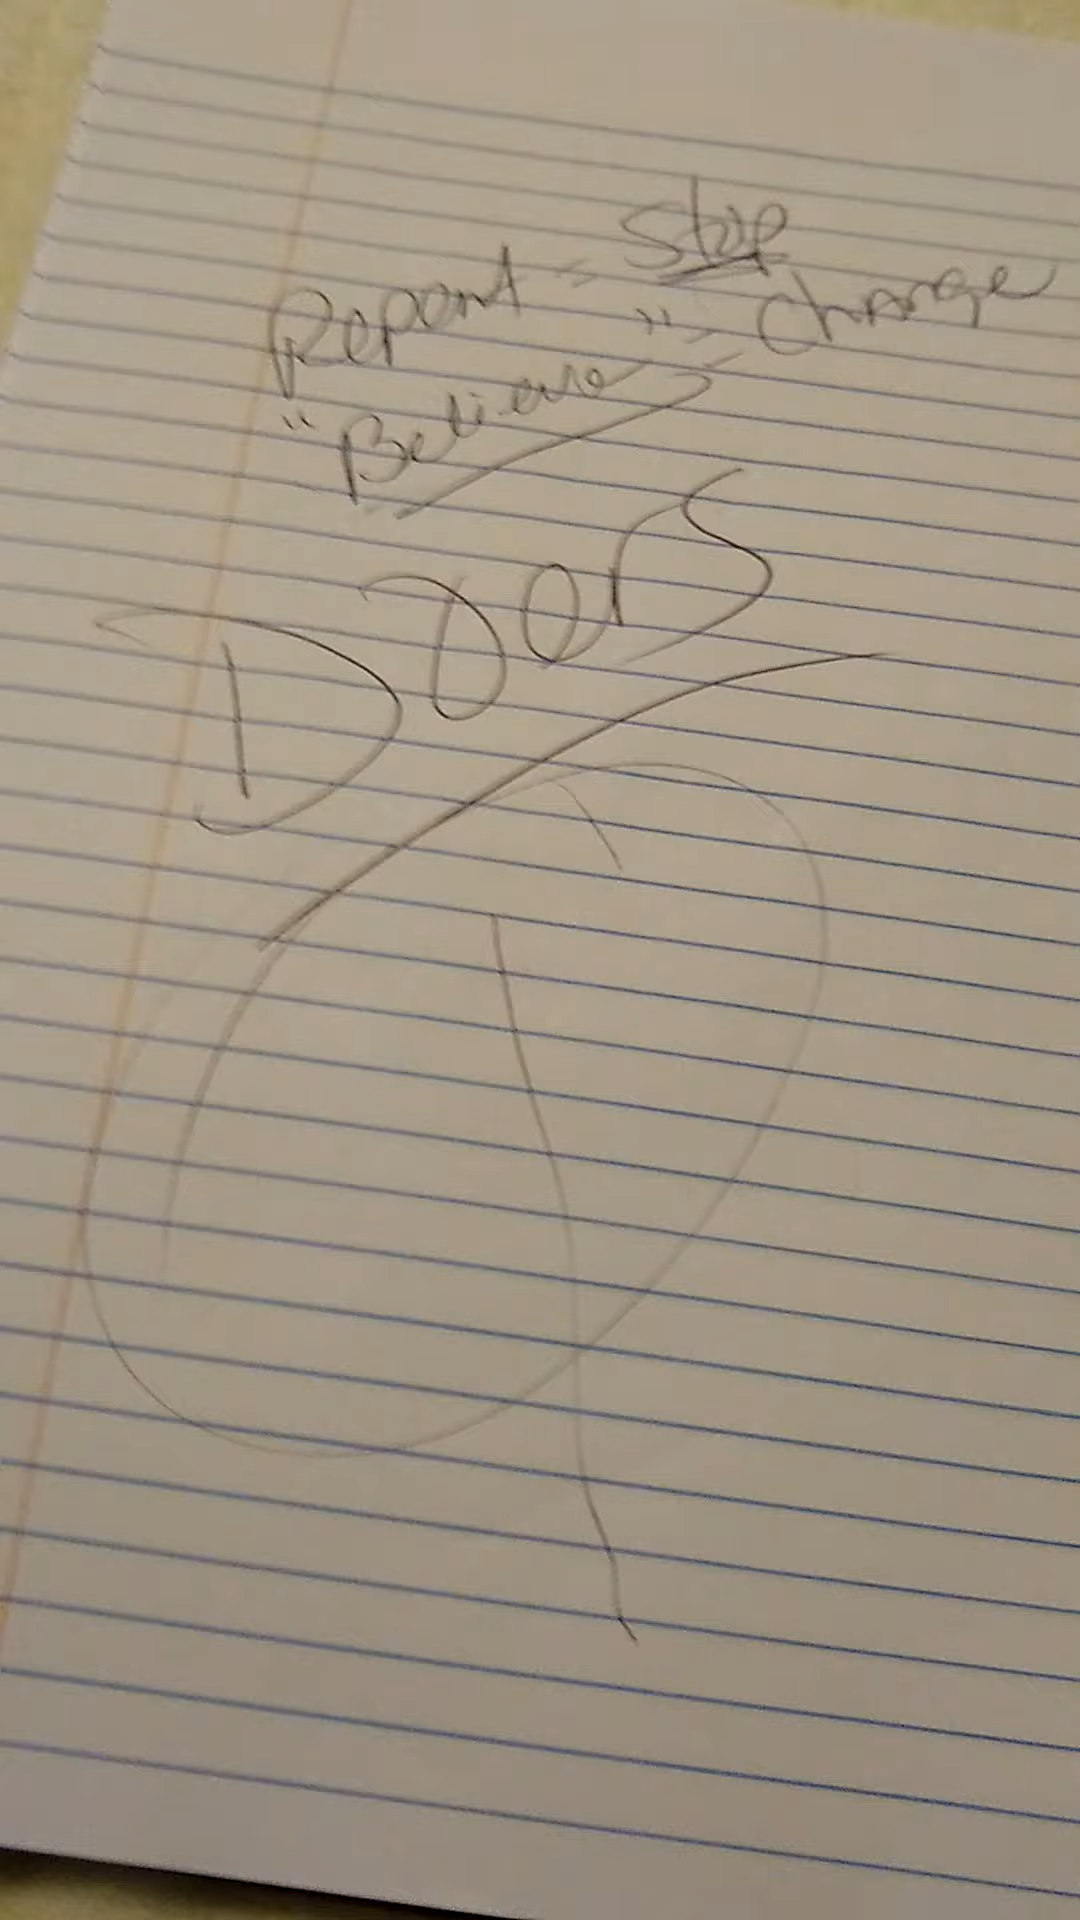 Repent = Stop
" = Change
"Believe =
Doers